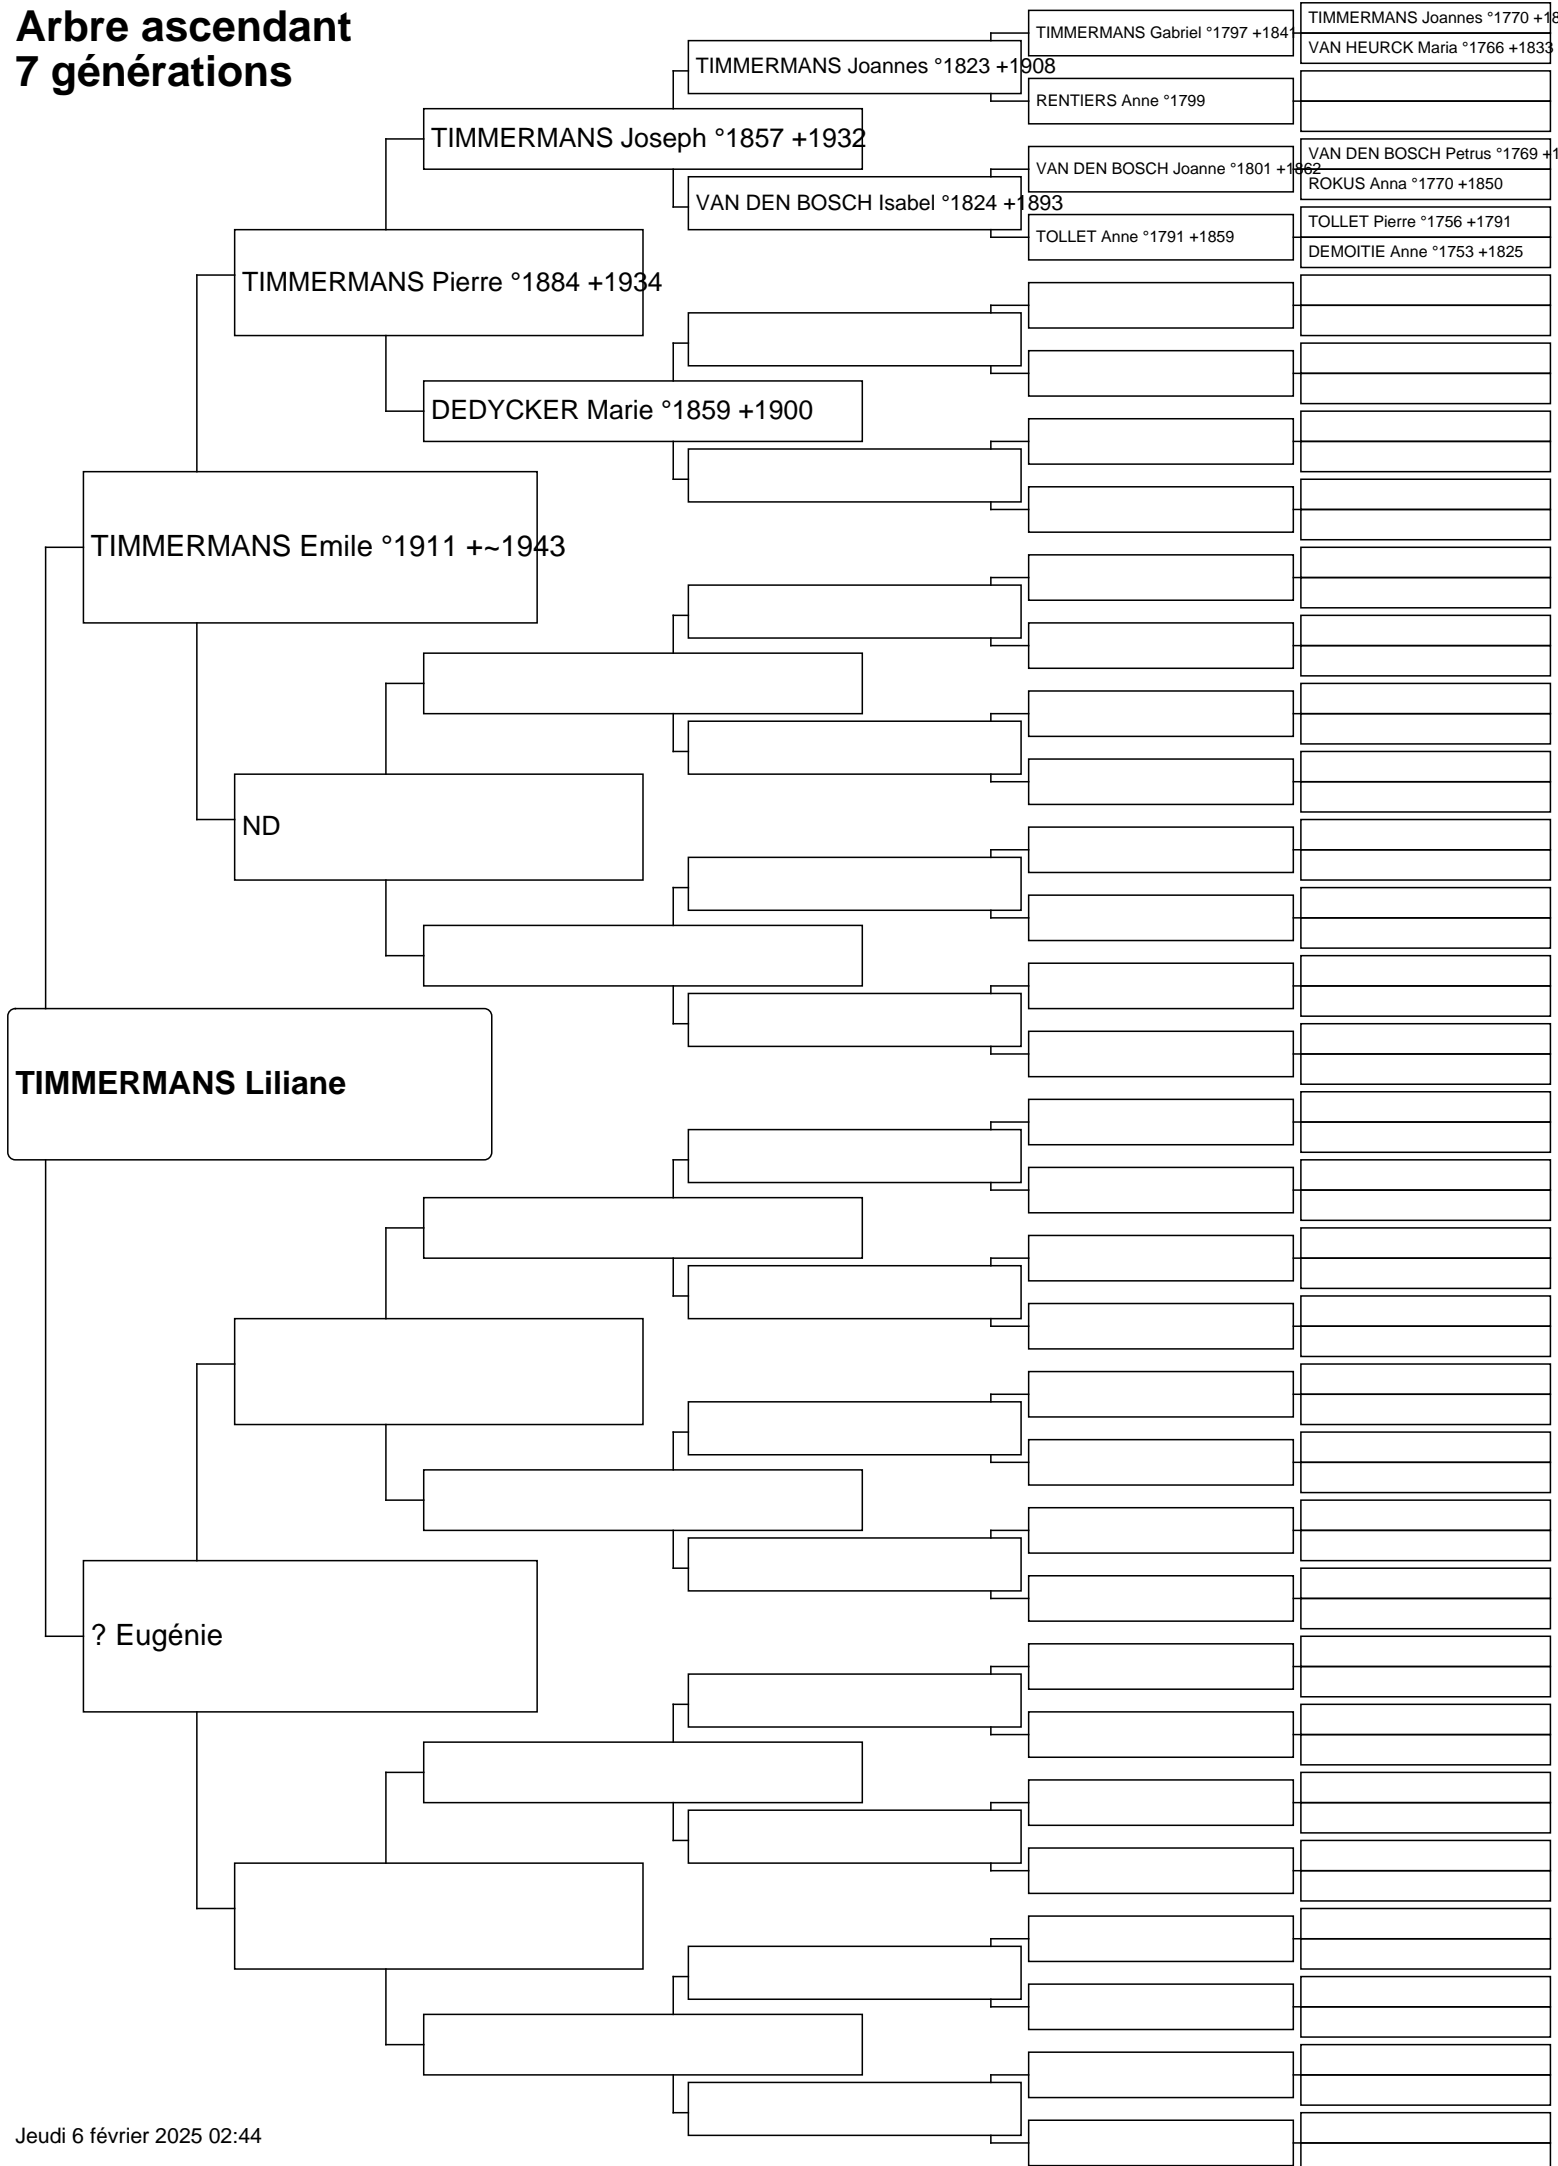 Arbre ascendant
7 générations
TIMMERMANS Liliane
TIMMERMANS Emile °1911 +~1943
? Eugénie
TIMMERMANS Pierre °1884 +1934
ND
TIMMERMANS Joseph °1857 +1932
DEDYCKER Marie °1859 +1900
TIMMERMANS Joannes °1823 +1908
VAN DEN BOSCH Isabel °1824 +1893
TIMMERMANS Gabriel °1797 +1841
RENTIERS Anne °1799
VAN DEN BOSCH Joanne °1801 +1862
TOLLET Anne °1791 +1859
TIMMERMANS Joannes °1770 +18
VAN HEURCK Maria °1766 +1833
VAN DEN BOSCH Petrus °1769 +1
ROKUS Anna °1770 +1850
TOLLET Pierre °1756 +1791
DEMOITIE Anne °1753 +1825
Jeudi 6 février 2025 02:44